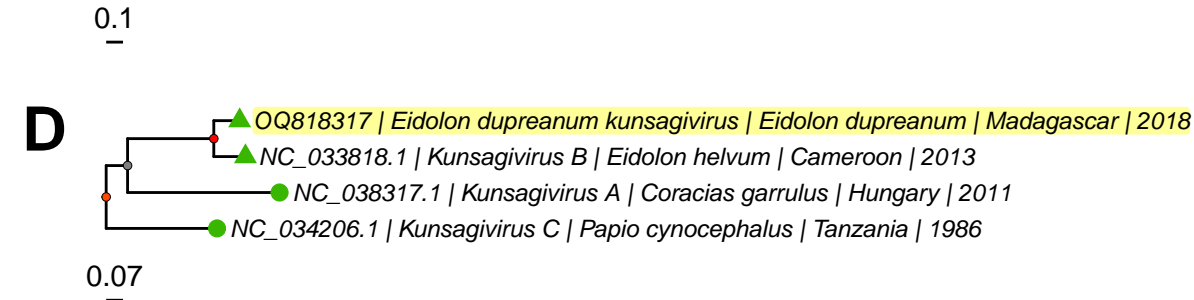 0.1
D
OQ818317 | Eidolon dupreanum kunsagivirus | Eidolon dupreanum | Madagascar | 2018
NC_033818.1 | Kunsagivirus B | Eidolon helvum | Cameroon | 2013
NC_038317.1 | Kunsagivirus A | Coracias garrulus | Hungary | 2011
NC_034206.1 | Kunsagivirus C | Papio cynocephalus | Tanzania | 1986
0.07